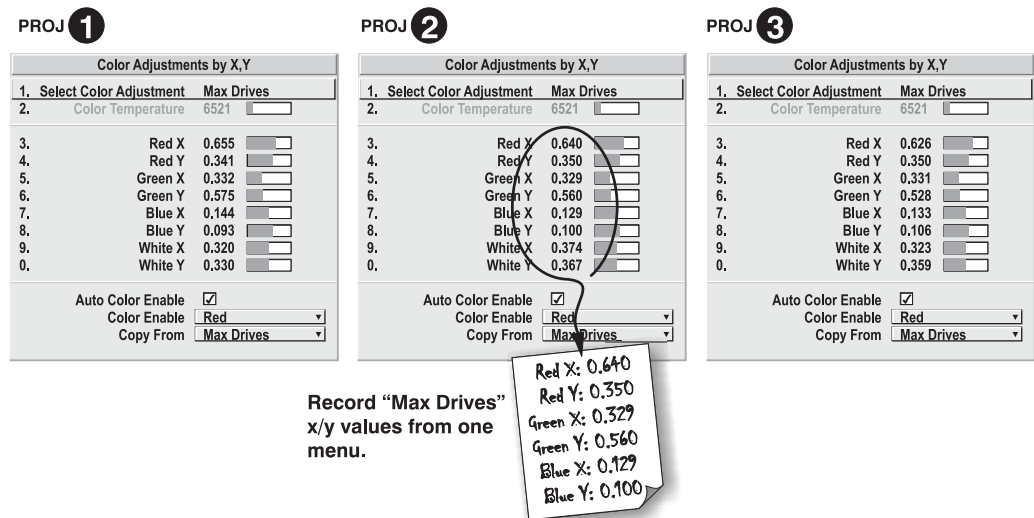 PROJ 1
Color Adjustments by X,Y
1. Select Color Adjustment Max Drives
2. Color Temperature 6521
3. Red X 0.655
4. Red Y 0.341
5. Green X 0.332
6. Green Y 0.575
7. Blue X 0.144
8. Blue Y 0.093
9. White X 0.320
0. White Y 0.330
Auto Color Enable
Color Enable Red
Copy From Max Drives
PROJ 2
Color Adjustments by X,Y
1. Select Color Adjustment Max Drives
2. Color Temperature 6521
3. Red X 0.640
4. Red Y 0.350
5. Green X 0.329
6. Green Y 0.560
7. Blue X 0.129
8. Blue Y 0.100
9. White X 0.374
0. White Y 0.367
Auto Color Enable
Color Enable Red
Copy From Max Drives
PROJ 3
Color Adjustments by X,Y
1. Select Color Adjustment Max Drives
2. Color Temperature 6521
3. Red X 0.626
4. Red Y 0.350
5. Green X 0.331
6. Green Y 0.528
7. Blue X 0.133
8. Blue Y 0.106
9. White X 0.323
0. White Y 0.359
Auto Color Enable
Color Enable Red
Copy From Max Drives
Record “Max Drives”
x/y values from one
menu.
Red X: 0.640
Red Y: 0.350
Green X: 0.329
Green Y: 0.560
Blue X: 0.129
Blue Y: 0.100